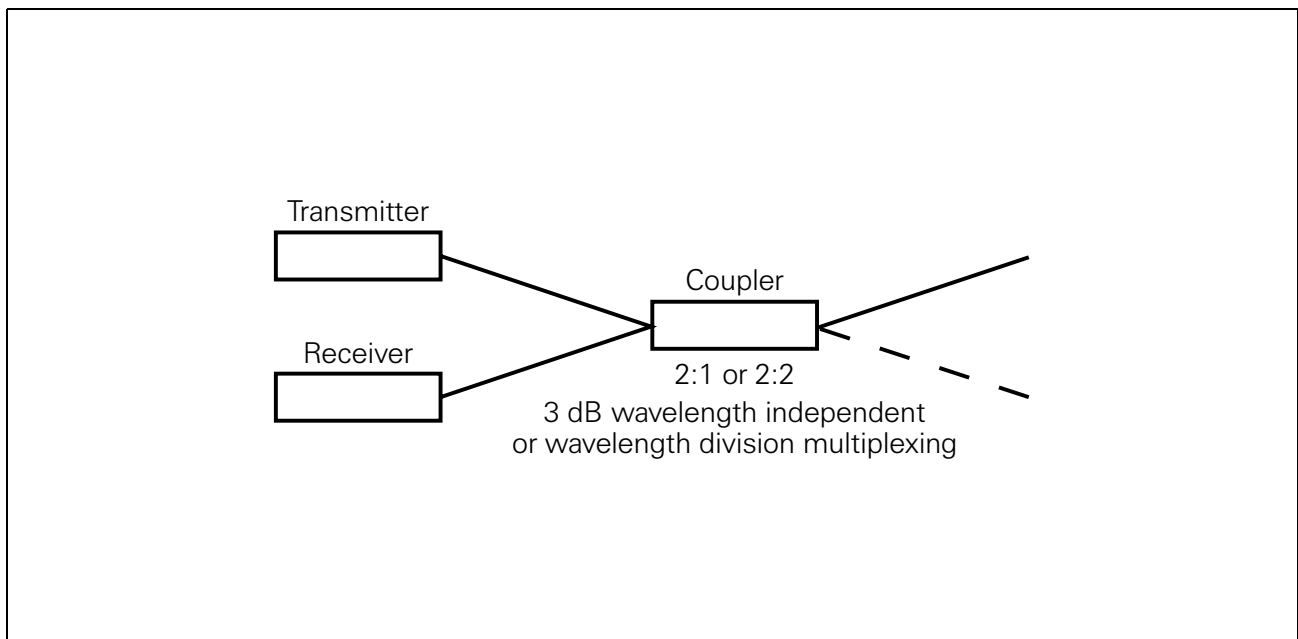 Transmitter
Coupler
Receiver
2:1 or 2:2
3 dB wavelength independent
or wavelength division multiplexing